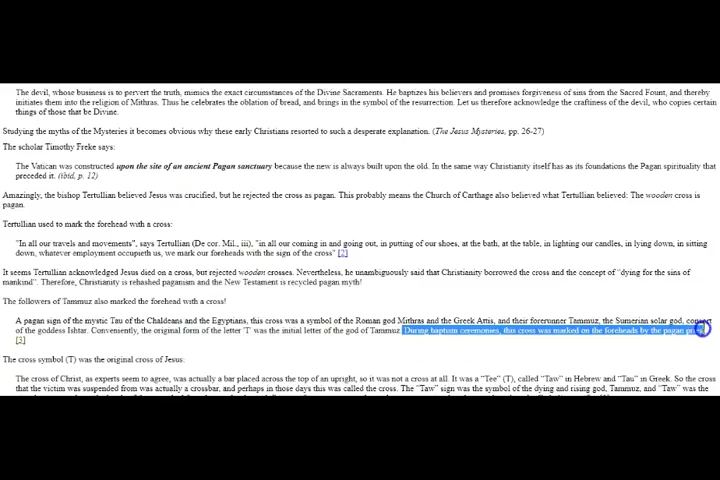 The devil, whose business is to pervert the truth, mimics the exact circumstances of the Divine Sacraments. He baptizes his believers and promises forgiveness of sins from the Sacred Fount, and thereby
initiates them into the religion of Mithras. Thus he celebrates the oblation of bread, and brings in the symbol of the resurrection. Let us therefore acknowledge the craftiness of the devil, who copies certain
things of those that be Divine.
Studying the myths of the Mysteries it becomes obvious why these early Christians resorted to such a desperate explanation. (The Jesus Mysteries, pp. 26-27)
The scholar Timothy Freke says:
The Vatican was constructed upon the site of an ancient Pagan sanctuary because the new is always built upon the old. In the same way Christianity itself has as its foundations the Pagan spirituality that
preceded it. (ibid, p. 12)
Amazingly, the bishop Tertullian believed Jesus was crucified, but he rejected the cross as pagan. This probably means the Church of Carthage also believed what Tertullian believed: The wooden cross is
pagan.
Tertullian used to mark the forehead with a cross:
"In all our travels and movements", says Tertullian (De cor. Mil., iii), "in all our coming in and going out, in putting of our shoes, at the bath, at the table, in lighting our candles, in lying down, in sitting
down, whatever employment occupieth us, we mark our foreheads with the sign of the cross" [2]
It seems Tertullian acknowledged Jesus died on a cross, but rejected wooden crosses. Nevertheless, he unambiguously said that Christianity borrowed the cross and the concept of "dying for the sins of
mankind". Therefore, Christianity is rehashed paganism and the New Testament is recycled pagan myth!
The followers of Tammuz also marked the forehead with a cross!
A pagan sign of the mystic Tau of the Chaldeans and the Egyptians, this cross was a symbol of the Roman god Mithras and the Greek Attis, and their forerunner Tammuz, the Sumerian solar god, consort
of the goddess Ishtar. Conveniently, the original form of the letter 'T' was the initial letter of the god of Tammuz. During baptism ceremonies, this cross was marked on the foreheads by the pagan
[3]
The cross symbol (T) was the original cross of Jesus:
The cross of Christ, as experts seem to agree, was actually a bar placed across the top of an upright, so it was not a cross at all. It was a "Tee" (T), called "Taw" in Hebrew and "Tau" in Greek. So the cross
that the victim was suspended from was actually a crossbar, and perhaps in those days this was called the cross. The "Taw" sign was the symbol of the dying and rising god, Tammuz, and "Taw" was the